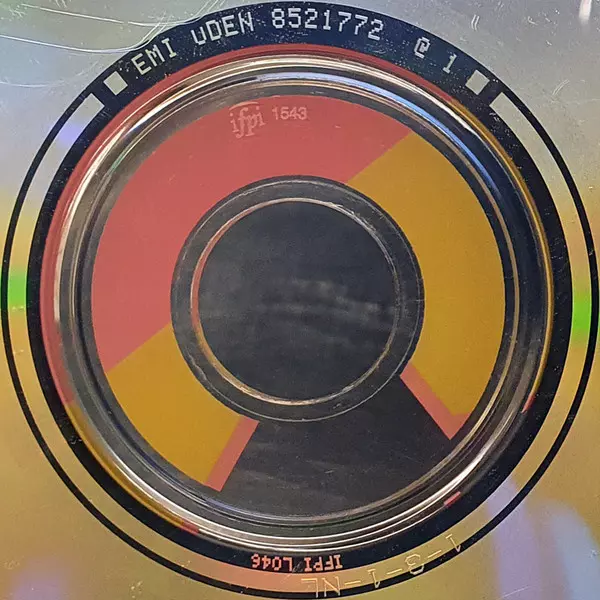 EMI uDEN 8521772 @ 1
ifpi 1543
IFPI L046
1-3-1-NL